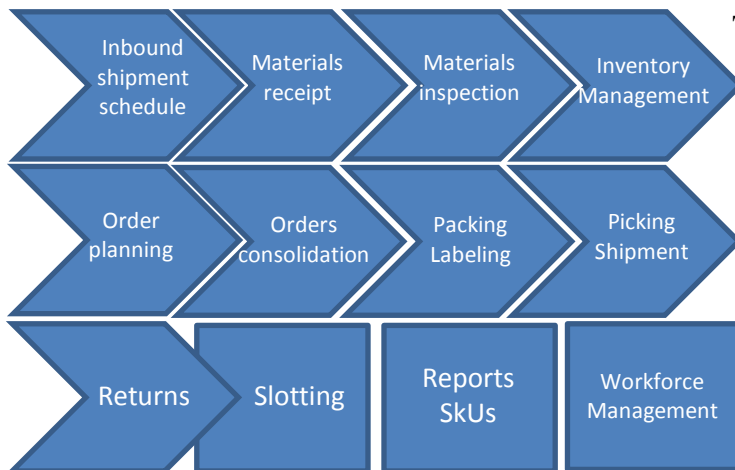 Inbound
shipment
schedule
Materials
receipt
Materials
inspection
Inventory
Management
Order
planning
Orders
consolidation
Packing
Labeling
Picking
Shipment
Returns
Slotting
Reports
SkUs
Workforce
Management